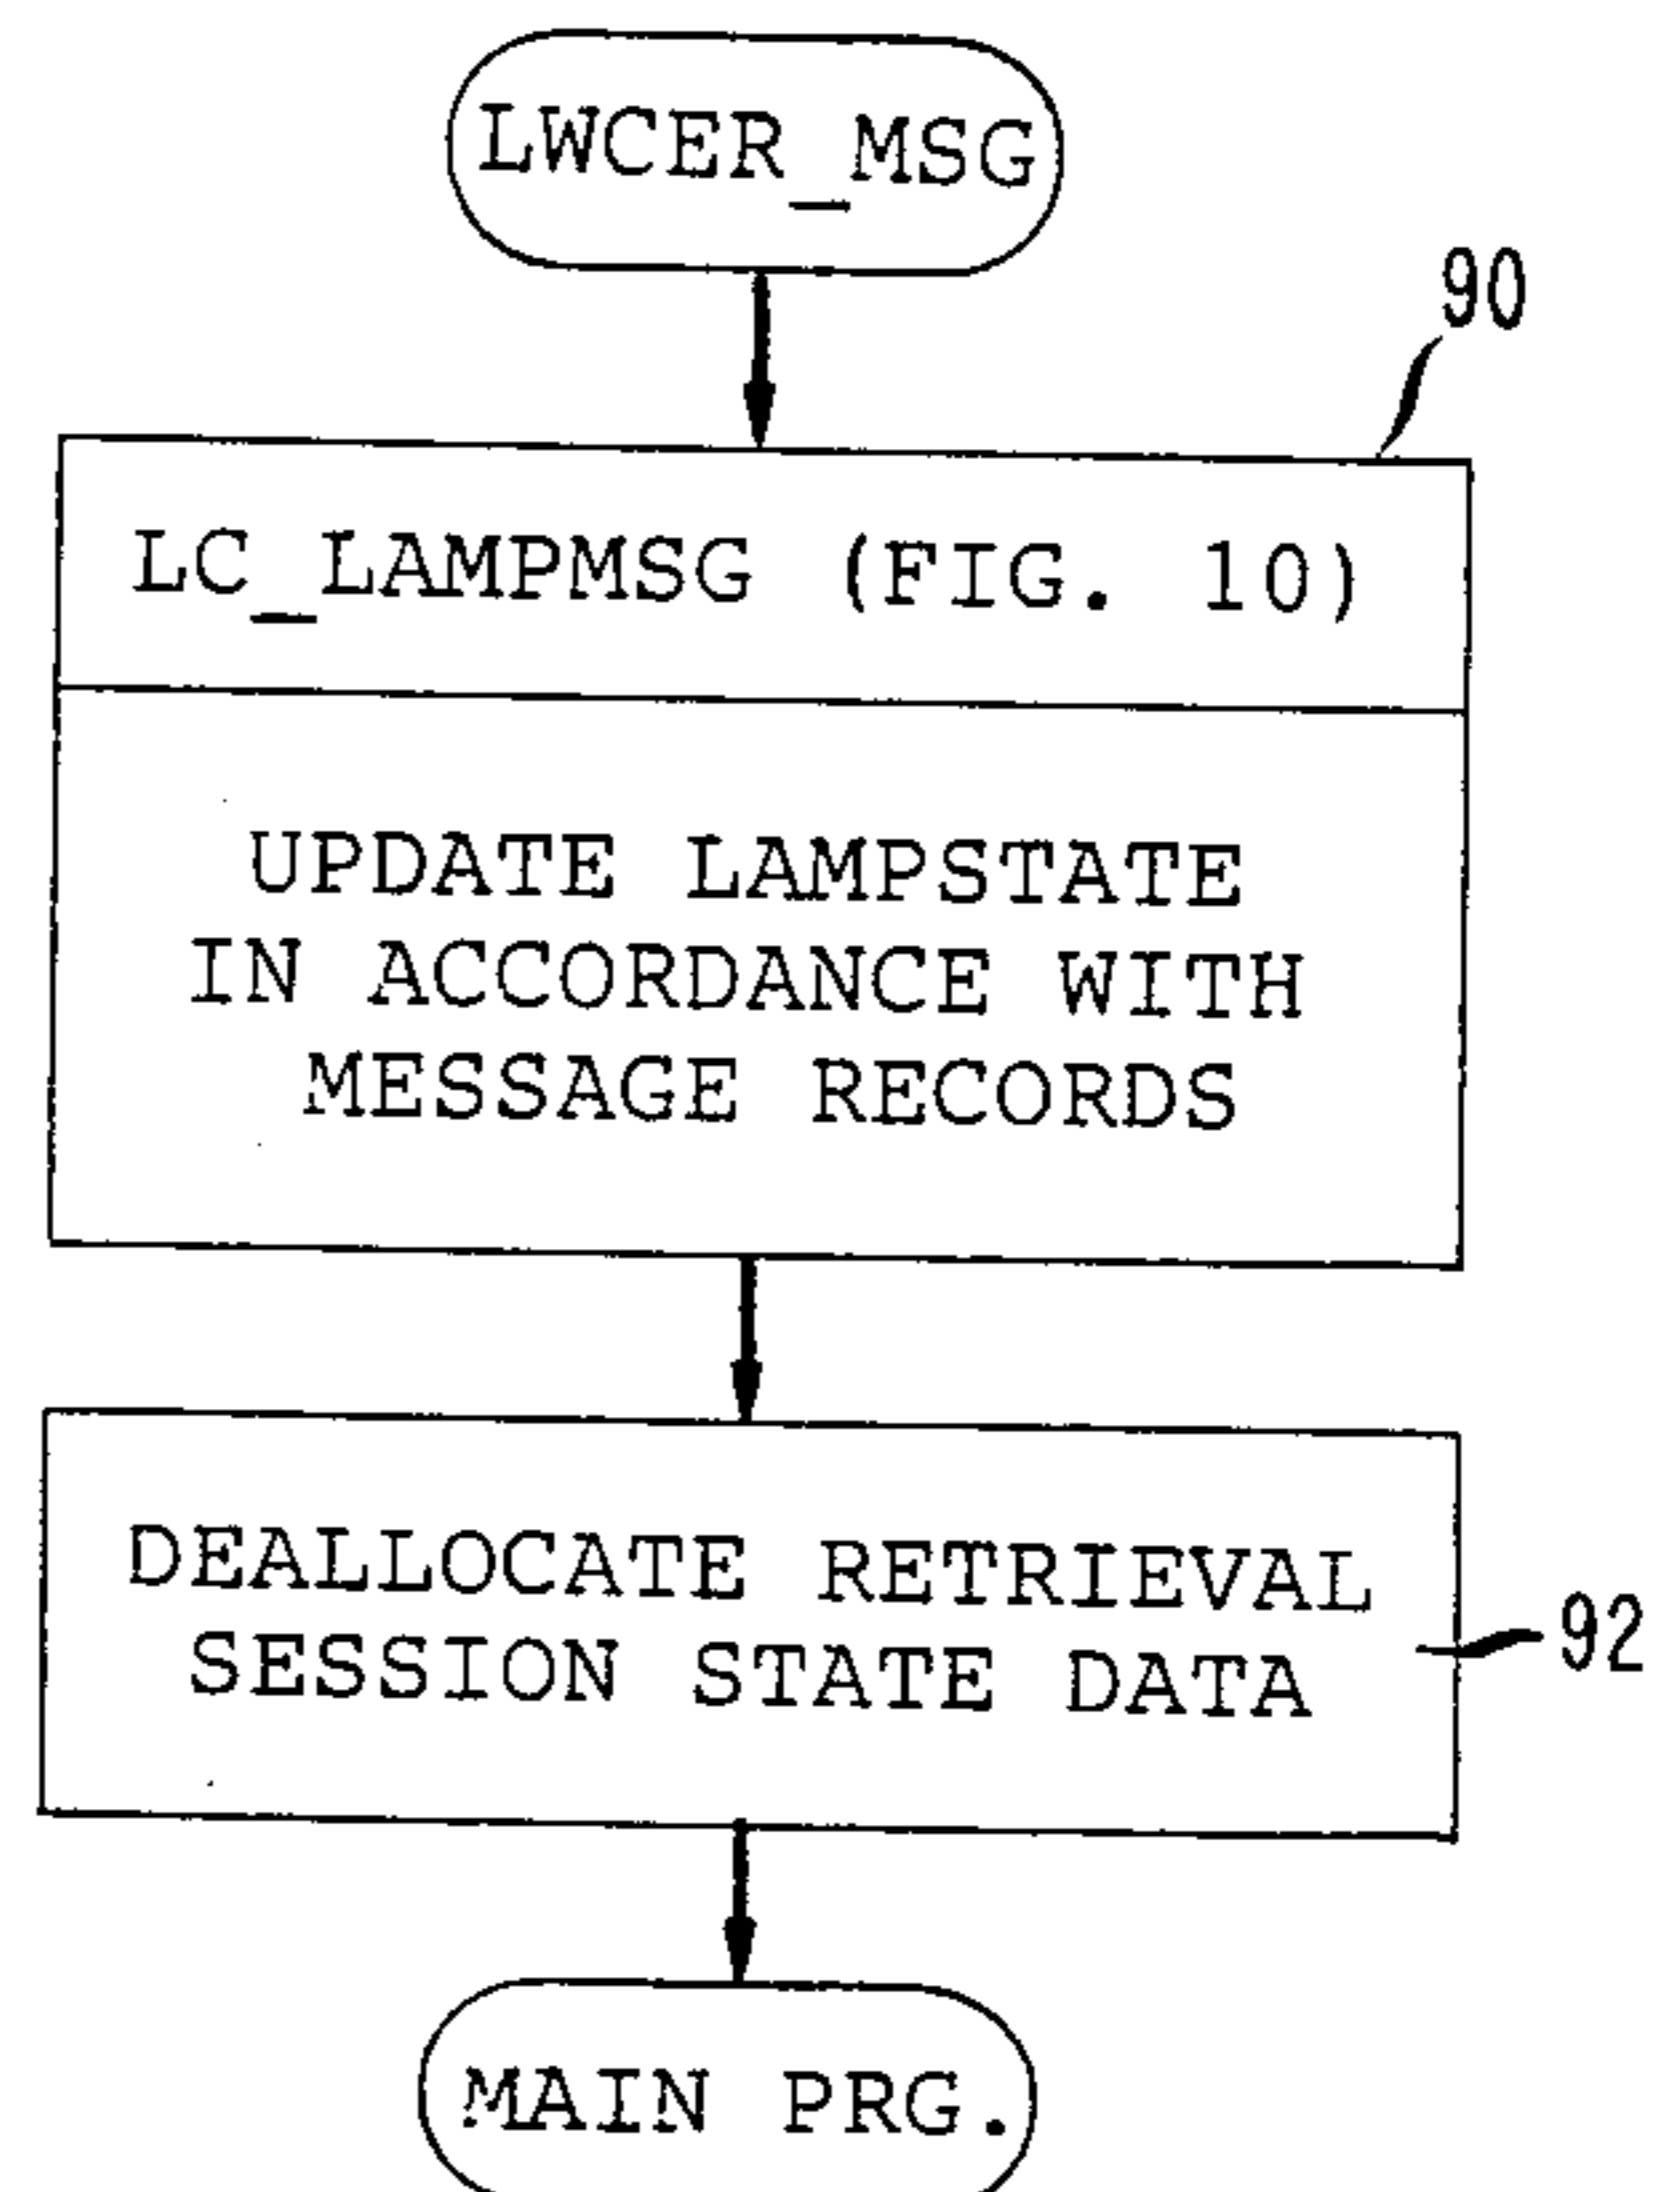 LWCER_MSG
90
LC_LAMPMSG (FIG. 10)
UPDATE LAMPSTATE
IN ACCORDANCE WITH
MESSAGE RECORDS
DEALLOCATE RETRIEVAL
SESSION STATE DATA
92
MAIN PRG.